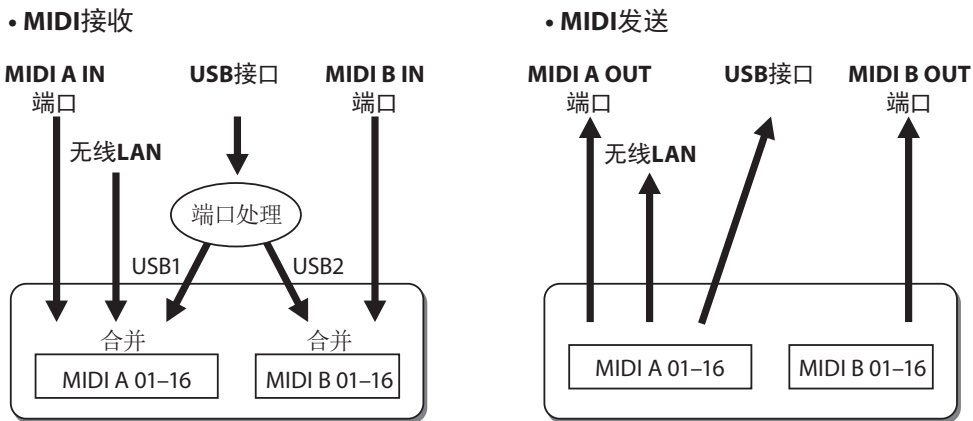 • MIDI接收
MIDI A IN
端口
USB接口
MIDI B IN
端口
无线LAN
端口处理
USB1
USB2
合并
合并
MIDI A 01–16
MIDI B 01–16
• MIDI发送
MIDI A OUT
端口
USB接口
MIDI B OUT
端口
无线LAN
MIDI A 01–16
MIDI B 01–16